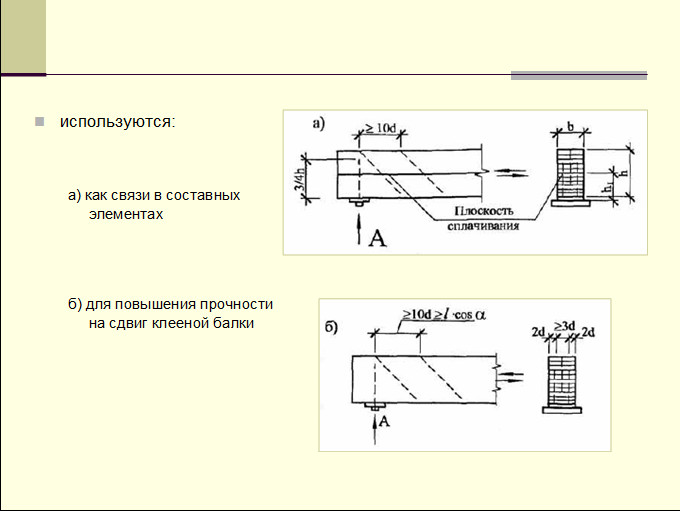 используются:
а) как связи в составных
элементах
а)
≥ 10d
b
3/4h
h₁
h
Плоскость
сплачивания
A
б) для повышения прочности
на сдвиг клееной балки
б)
≥10d ≥ l ·cos α
2d ≥3d 2d
A